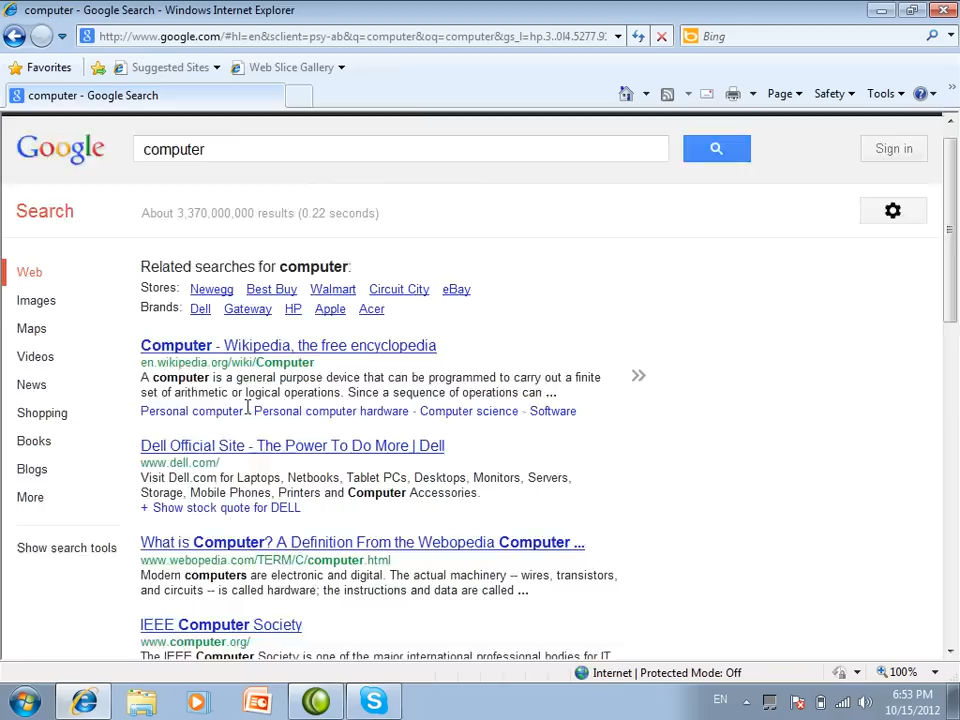 computer - Google Search - Windows Internet Explorer
http://www.google.com/#hl=en&sclient=psy-ab&q=computer&oq=computer&gs_l=hp.3..0l4.5277.9
Bing
Favorites
Suggested Sites
Web Slice Gallery
computer - Google Search
Page
Safety
Tools
Google
computer
Sign in
Search
About 3,370,000,000 results (0.22 seconds)
Web
Images
Maps
Videos
News
Shopping
Books
Blogs
More
Show search tools
Related searches for computer:
Stores: Newegg Best Buy Walmart Circuit City eBay
Brands: Dell Gateway HP Apple Acer
Computer - Wikipedia, the free encyclopedia
en.wikipedia.org/wiki/Computer
A computer is a general purpose device that can be programmed to carry out a finite
set of arithmetic or logical operations. Since a sequence of operations can ...
Personal computer - Personal computer hardware - Computer science - Software
Dell Official Site - The Power To Do More | Dell
www.dell.com/
Visit Dell.com for Laptops, Netbooks, Tablet PCs, Desktops, Monitors, Servers,
Storage, Mobile Phones, Printers and Computer Accessories.
+ Show stock quote for DELL
What is Computer? A Definition From the Webopedia Computer ...
www.webopedia.com/TERM/C/computer.html
Modern computers are electronic and digital. The actual machinery -- wires, transistors,
and circuits -- is called hardware; the instructions and data are called ...
IEEE Computer Society
www.computer.org/
The IEEE Computer Society is one of the major international professional bodies for IT
Internet | Protected Mode: Off
100%
EN
6:53 PM
10/15/2012